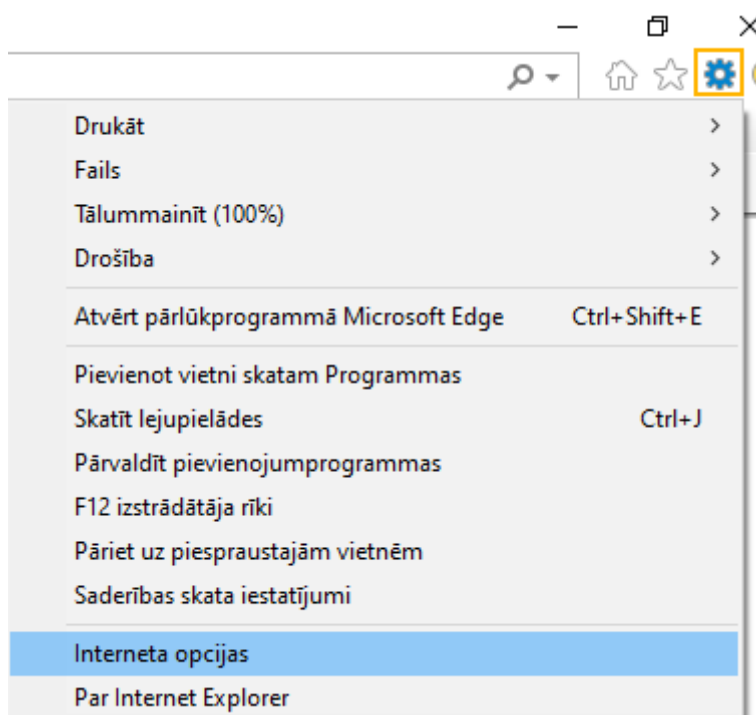 Drukāt
Fails
Tālummainīt (100%)
Drošība
Atvērt pārlūkprogrammā Microsoft Edge Ctrl+Shift+E
Pievienot vietni skatam Programmas
Skatīt lejupielādes Ctrl+J
Pārvaldīt pievienojumprogrammas
F12 izstrādātāja rīki
Pāriet uz piespraustajām vietnēm
Saderības skata iestatījumi
Interneta opcijas
Par Internet Explorer